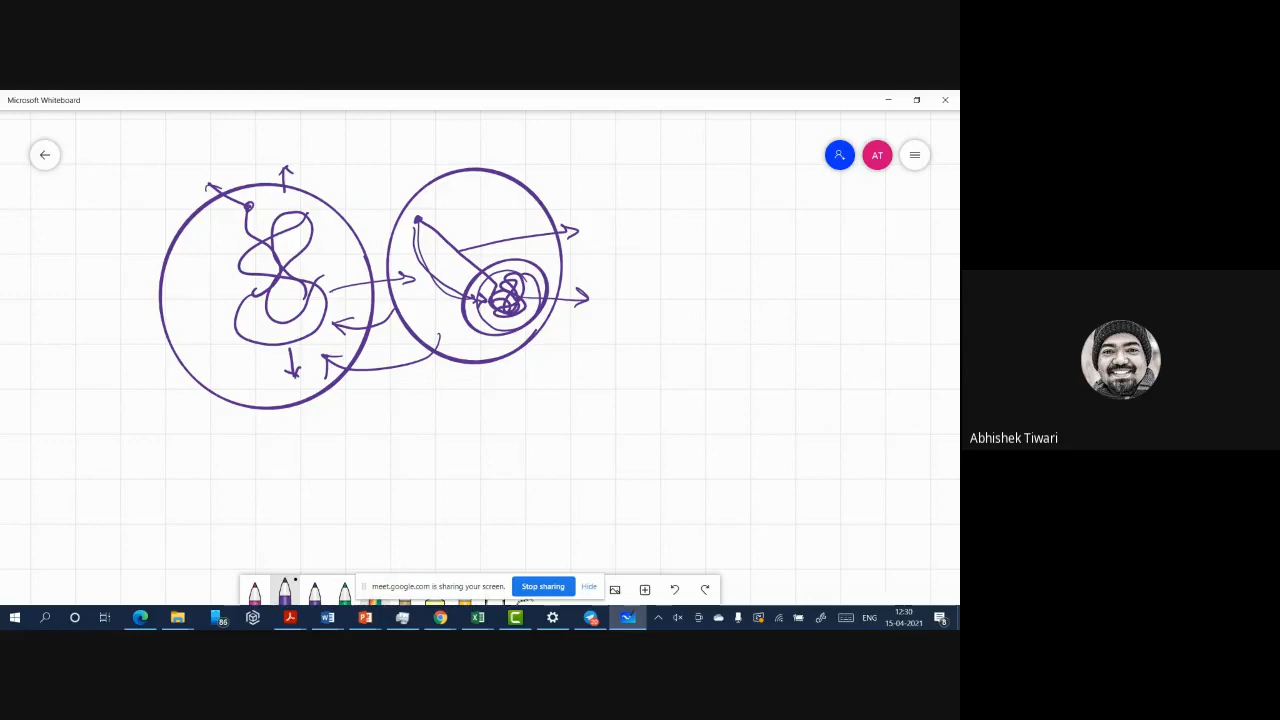 Microsoft Whiteboard
AT
Abhishek Tiwari
meet.google.com is sharing your screen.
Stop sharing
Hide
86
ENG
12:30
15-04-2021